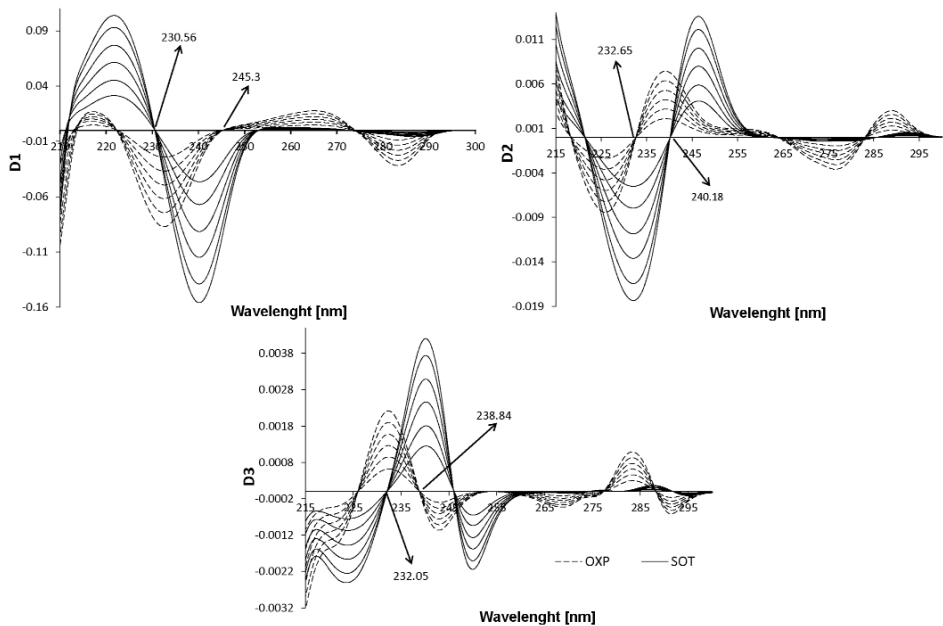 0.09
0.04
-0.01
-0.06
-0.11
-0.16
D1
210 220 230 240 250 260 270 280 290 300
230.56
245.3
Wavelenght [nm]
0.011
0.006
0.001
-0.004
-0.009
-0.014
-0.019
D2
215 225 235 245 255 265 275 285 295
232.65
240.18
Wavelenght [nm]
0.0038
0.0028
0.0018
0.0008
-0.0002
-0.0012
-0.0022
-0.0032
D3
215 225 235 245 255 265 275 285 295
238.84
232.05
OXP SOT
Wavelenght [nm]